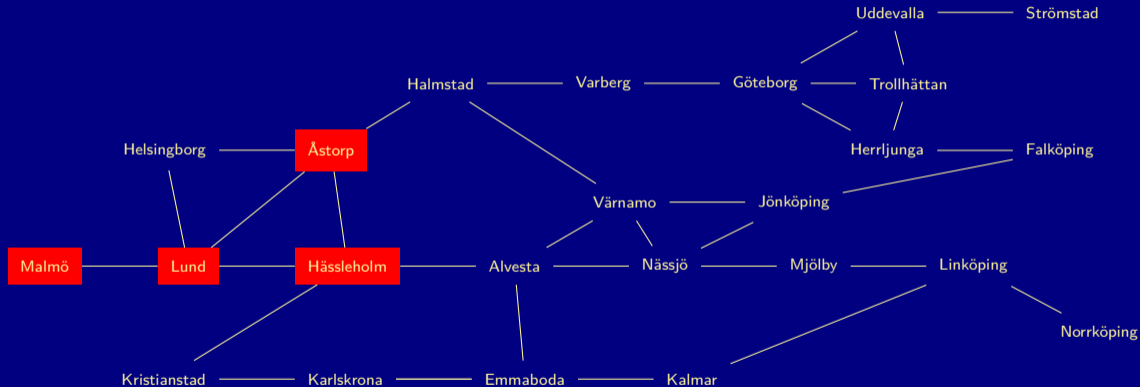 Uddevalla
Strömstad
Halmstad
Varberg
Göteborg
Trollhättan
Helsingborg
Åstorp
Herrljunga
Falköping
Värnamo
Jönköping
Malmö
Lund
Hässleholm
Alvesta
Nässjö
Mjölby
Linköping
Norrköping
Kristianstad
Karlskrona
Emmaboda
Kalmar